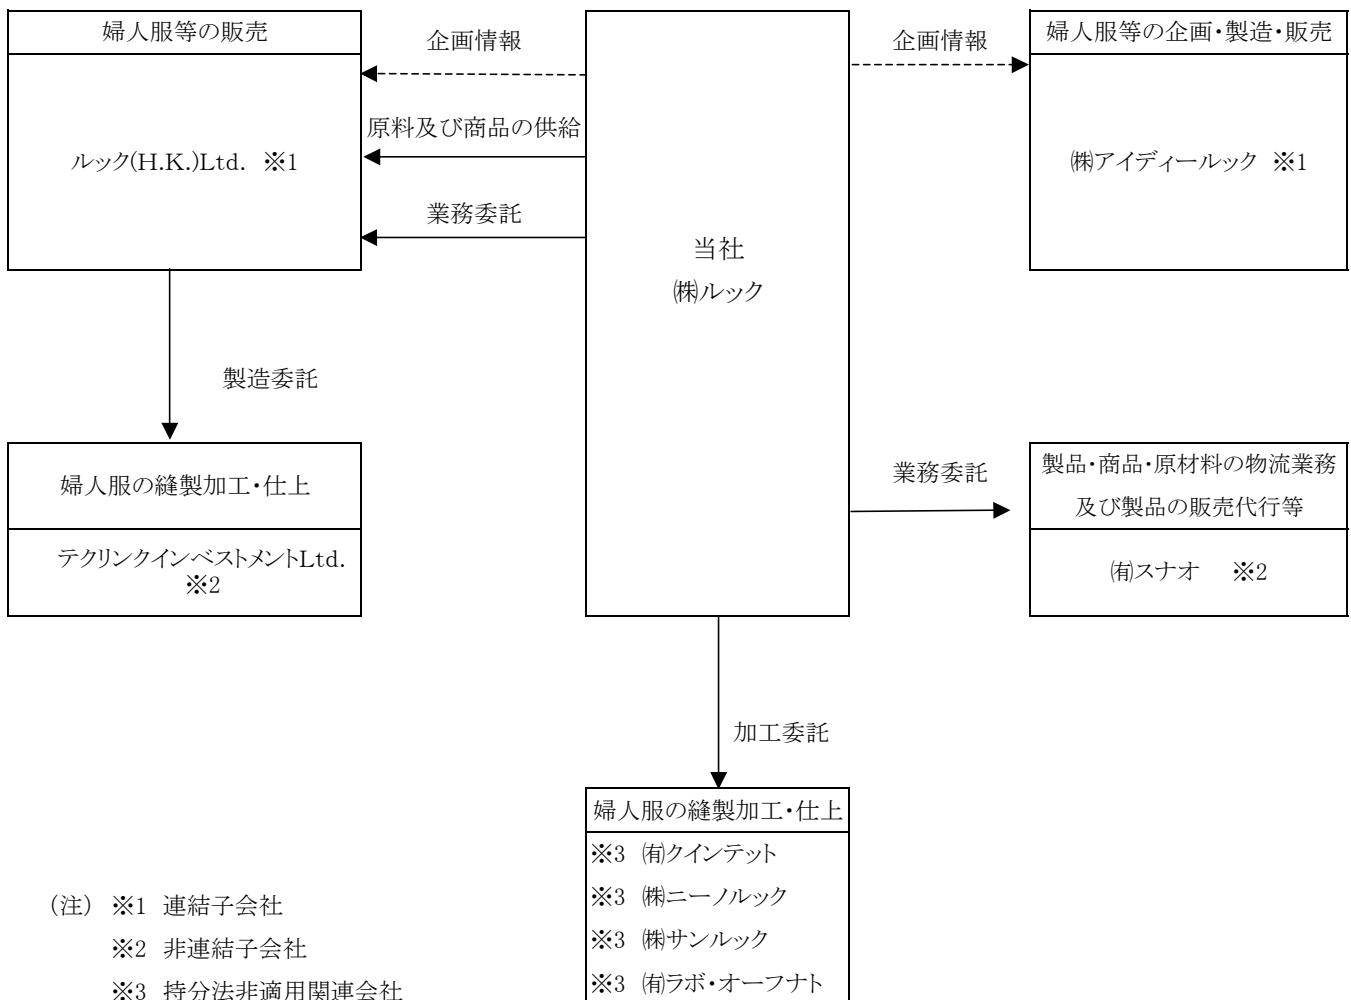 婦人服等の販売
ルック(H.K.)Ltd. ※1
企画情報
原料及び商品の供給
業務委託
当社
㈱ルック
企画情報
婦人服等の企画・製造・販売
㈱アイディールック ※1
製造委託
婦人服の縫製加工・仕上
テクリンクインベストメントLtd.
※2
業務委託
製品・商品・原材料の物流業務
及び製品の販売代行等
㈲スナオ ※2
加工委託
婦人服の縫製加工・仕上
※3 ㈲クインテット
※3 ㈱ニーノルック
※3 ㈱サンルック
※3 ㈲ラボ・オーフナト
(注) ※1 連結子会社
※2 非連結子会社
※3 持分法非適用関連会社